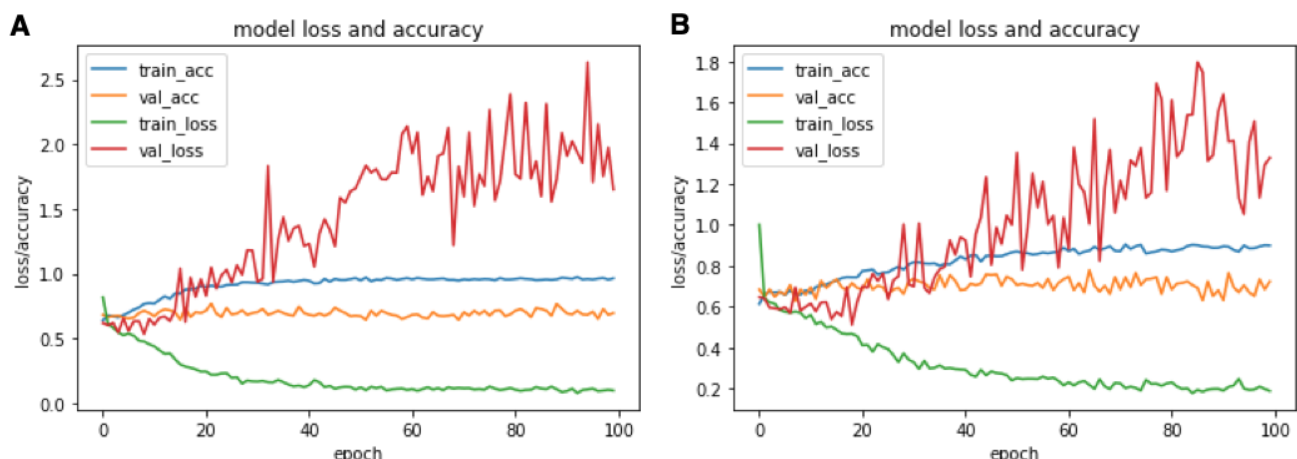 A
model loss and accuracy
train_acc
val_acc
train_loss
val_loss
loss/accuracy
2.5
2.0
1.5
1.0
0.5
0.0
0 20 40 60 80 100
epoch
B
model loss and accuracy
train_acc
val_acc
train_loss
val_loss
loss/accuracy
1.8
1.6
1.4
1.2
1.0
0.8
0.6
0.4
0.2
0 20 40 60 80 100
epoch